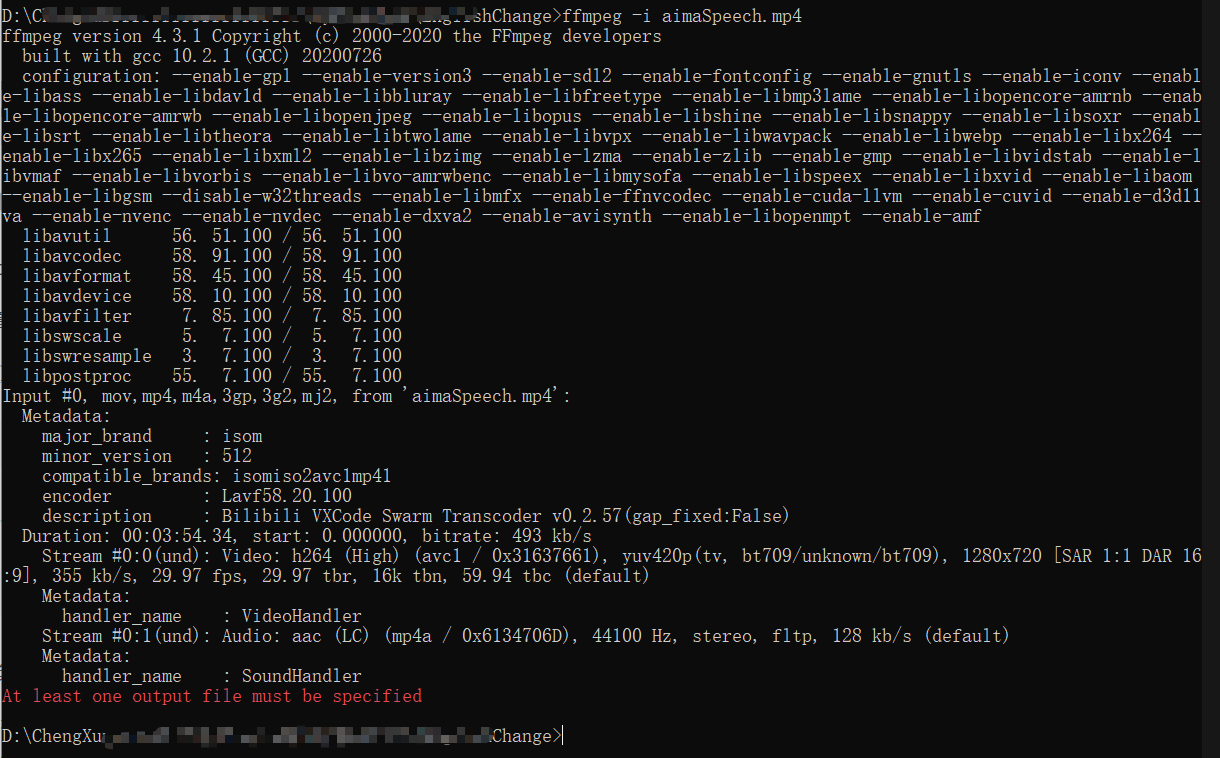 D:\Ch EnglishChange>ffmpeg -i aimaSpeech.mp4
ffmpeg version 4.3.1 Copyright (c) 2000-2020 the FFmpeg developers
  built with gcc 10.2.1 (GCC) 20200726
  configuration: --enable-gpl --enable-version3 --enable-sdl2 --enable-fontconfig --enable-gnutls --enable-iconv --enabl
e-libass --enable-libdav1d --enable-libbluray --enable-libfreetype --enable-libmp3lame --enable-libopencore-amrnb --enab
le-libopencore-amrwb --enable-libopenjpeg --enable-libopus --enable-libshine --enable-libsnappy --enable-libsoxr --enabl
e-libsrt --enable-libtheora --enable-libtwolame --enable-libvpx --enable-libwavpack --enable-libwebp --enable-libx264 --
enable-libx265 --enable-libxml2 --enable-libzimg --enable-lzma --enable-zlib --enable-gmp --enable-libvidstab --enable-l
ibvmaf --enable-libvorbis --enable-libvo-amrwbenc --enable-libmysofa --enable-libspeex --enable-libxvid --enable-libaom
--enable-libgsm --disable-w32threads --enable-libmfx --enable-ffnvcodec --enable-cuda-llvm --enable-cuvid --enable-d3d11
va --enable-nvenc --enable-nvdec --enable-dxva2 --enable-avisynth --enable-libopenmpt --enable-amf
  libavutil      56. 51.100 / 56. 51.100
  libavcodec     58. 91.100 / 58. 91.100
  libavformat    58. 45.100 / 58. 45.100
  libavdevice    58. 10.100 / 58. 10.100
  libavfilter     7. 85.100 /  7. 85.100
  libswscale      5.  7.100 /  5.  7.100
  libswresample   3.  7.100 /  3.  7.100
  libpostproc    55.  7.100 / 55.  7.100
Input #0, mov,mp4,m4a,3gp,3g2,mj2, from 'aimaSpeech.mp4':
  Metadata:
    major_brand     : isom
    minor_version   : 512
    compatible_brands: isomiso2avc1mp41
    encoder         : Lavf58.20.100
    description     : Bilibili VXCode Swarm Transcoder v0.2.57(gap_fixed:False)
  Duration: 00:03:54.34, start: 0.000000, bitrate: 493 kb/s
    Stream #0:0(und): Video: h264 (High) (avc1 / 0x31637661), yuv420p(tv, bt709/unknown/bt709), 1280x720 [SAR 1:1 DAR 16
:9], 355 kb/s, 29.97 fps, 29.97 tbr, 16k tbn, 59.94 tbc (default)
    Metadata:
      handler_name    : VideoHandler
    Stream #0:1(und): Audio: aac (LC) (mp4a / 0x6134706D), 44100 Hz, stereo, fltp, 128 kb/s (default)
    Metadata:
      handler_name    : SoundHandler
At least one output file must be specified
D:\ChengXu Change>